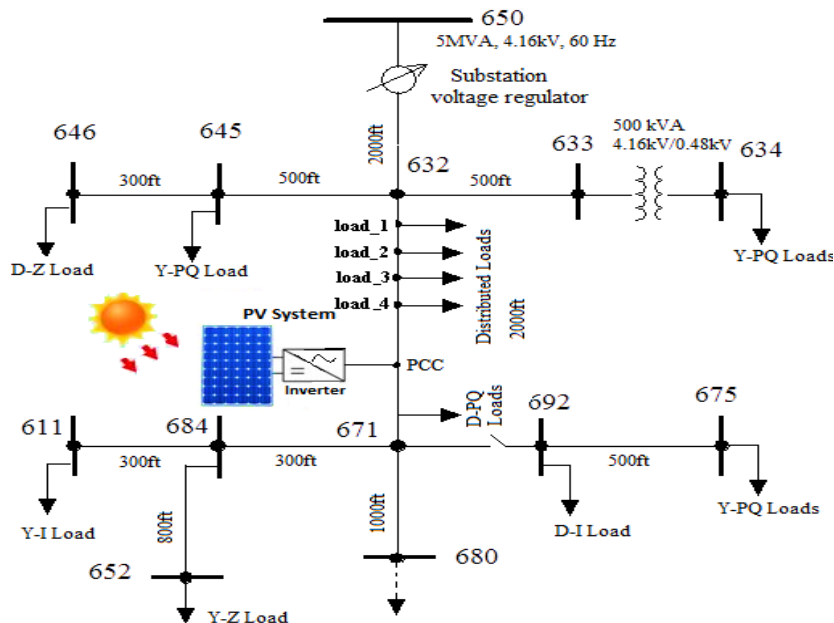 650
5MVA, 4.16kV, 60 Hz
Substation
voltage regulator
646
645
2000ft
632
633
500 kVA
4.16kV/0.48kV
634
300ft
500ft
500ft
D-Z Load
Y-PQ Load
Y-PQ Loads
load_1
load_2
load_3
load_4
Distributed Loads
2000ft
PV System
Inverter
PCC
611
684
671
D-PQ
Loads
692
675
300ft
300ft
500ft
Y-I Load
800ft
1000ft
D-I Load
Y-PQ Loads
652
680
Y-Z Load